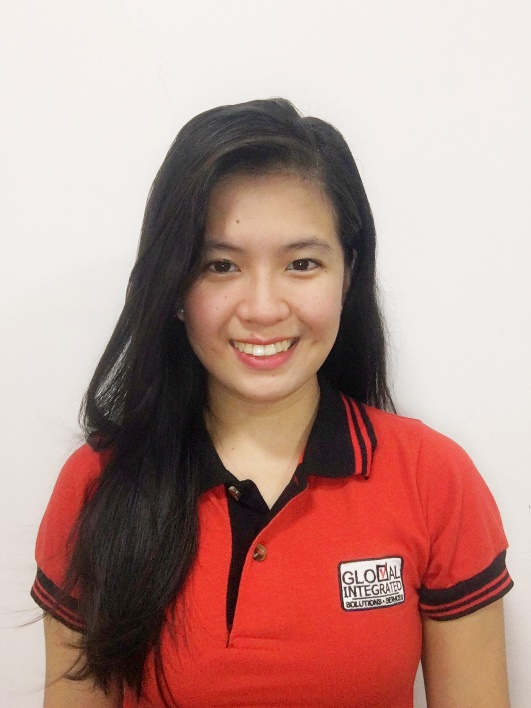 GLOBAL
INTEGRATED
SOLUTIONS • SERVICES